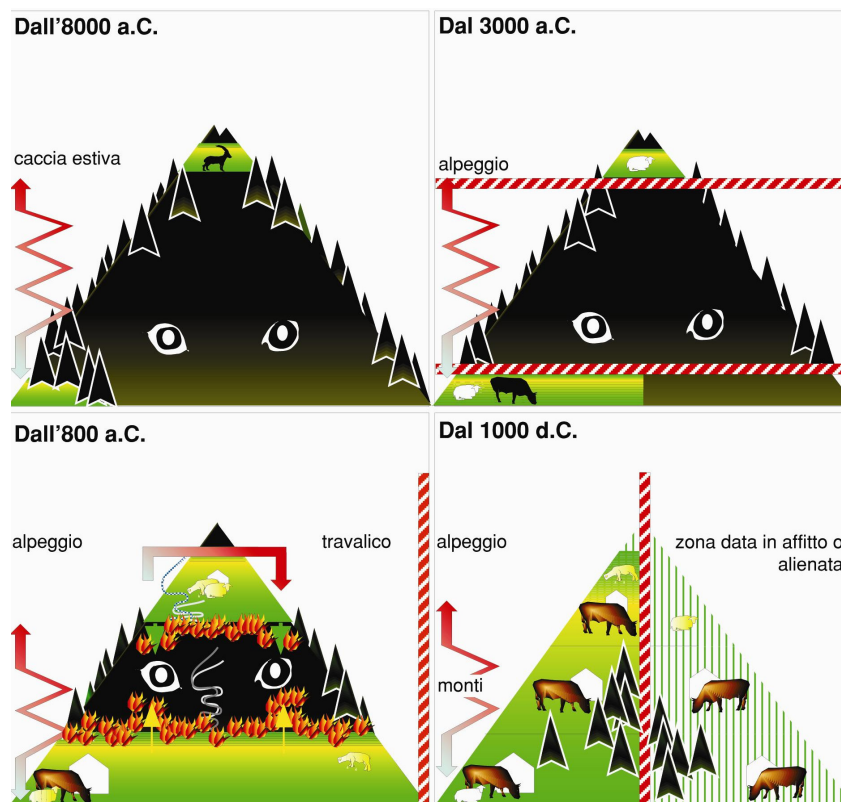 Dall'8000 a.C.
caccia estiva
Dal 3000 a.C.
alpeggio
Dall'800 a.C.
alpeggio
travalico
Dal 1000 d.C.
alpeggio
zona data in affitto o
alienata
monti